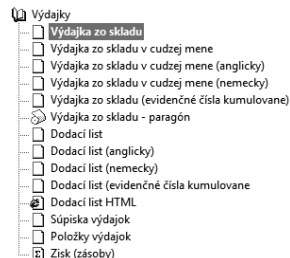 Výdajky
Výdajka zo skladu
Výdajka zo skladu v cudzej mene
Výdajka zo skladu v cudzej mene (anglicky)
Výdajka zo skladu v cudzej mene (nemecky)
Výdajka zo skladu (evidenčné čísla kumulovane)
Výdajka zo skladu - paragón
Dodací list
Dodací list (anglicky)
Dodací list (nemecky)
Dodací list (evidenčné čísla kumulovane
Dodací list HTML
Súpiska výdajok
Položky výdajok
Zisk (zásoby)